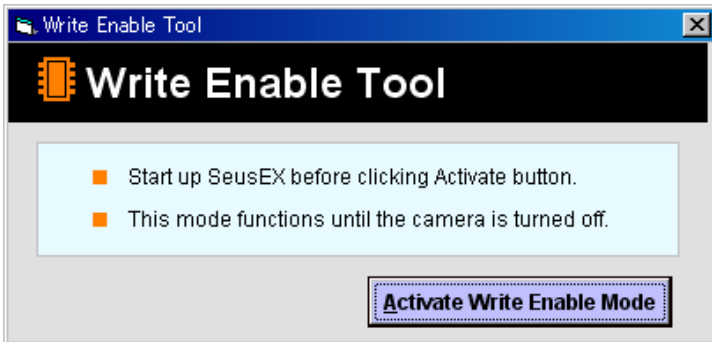 Write Enable Tool
Write Enable Tool
Start up SeusEX before clicking Activate button.
This mode functions until the camera is turned off.
Activate Write Enable Mode